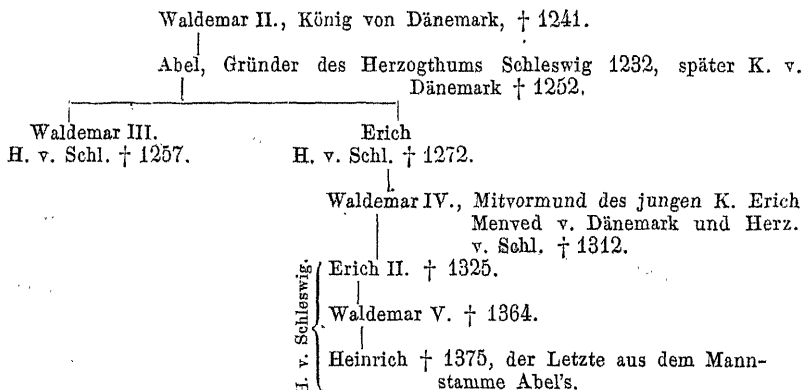 Waldemar II., König von Dänemark, † 1241.
Abel, Gründer des Herzogthums Schleswig 1232, später K. v.
Dänemark † 1252.
Waldemar III.
H. v. Schl. † 1257.
Erich
H. v. Schl. † 1272.
Waldemar IV., Mitvormund des jungen K. Erich
Menved v. Dänemark und Herz.
v. Schl. † 1312.
H. v. Schleswig.
Erich II. † 1325.
Waldemar V. † 1364.
Heinrich † 1375, der Letzte aus dem Mann-
stamme Abel's.